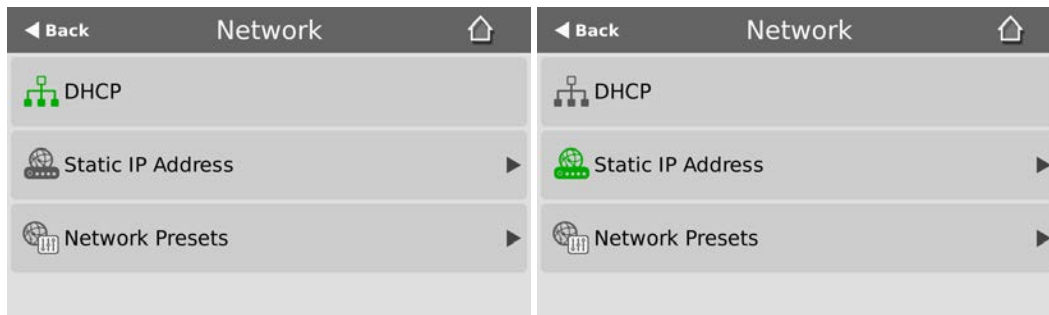 Back Network
DHCP
Static IP Address
Network Presets
Back Network
DHCP
Static IP Address
Network Presets